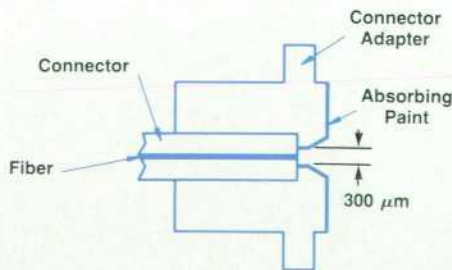 Connector
Adapter
Connector
Absorbing
Paint
Fiber
300 μm